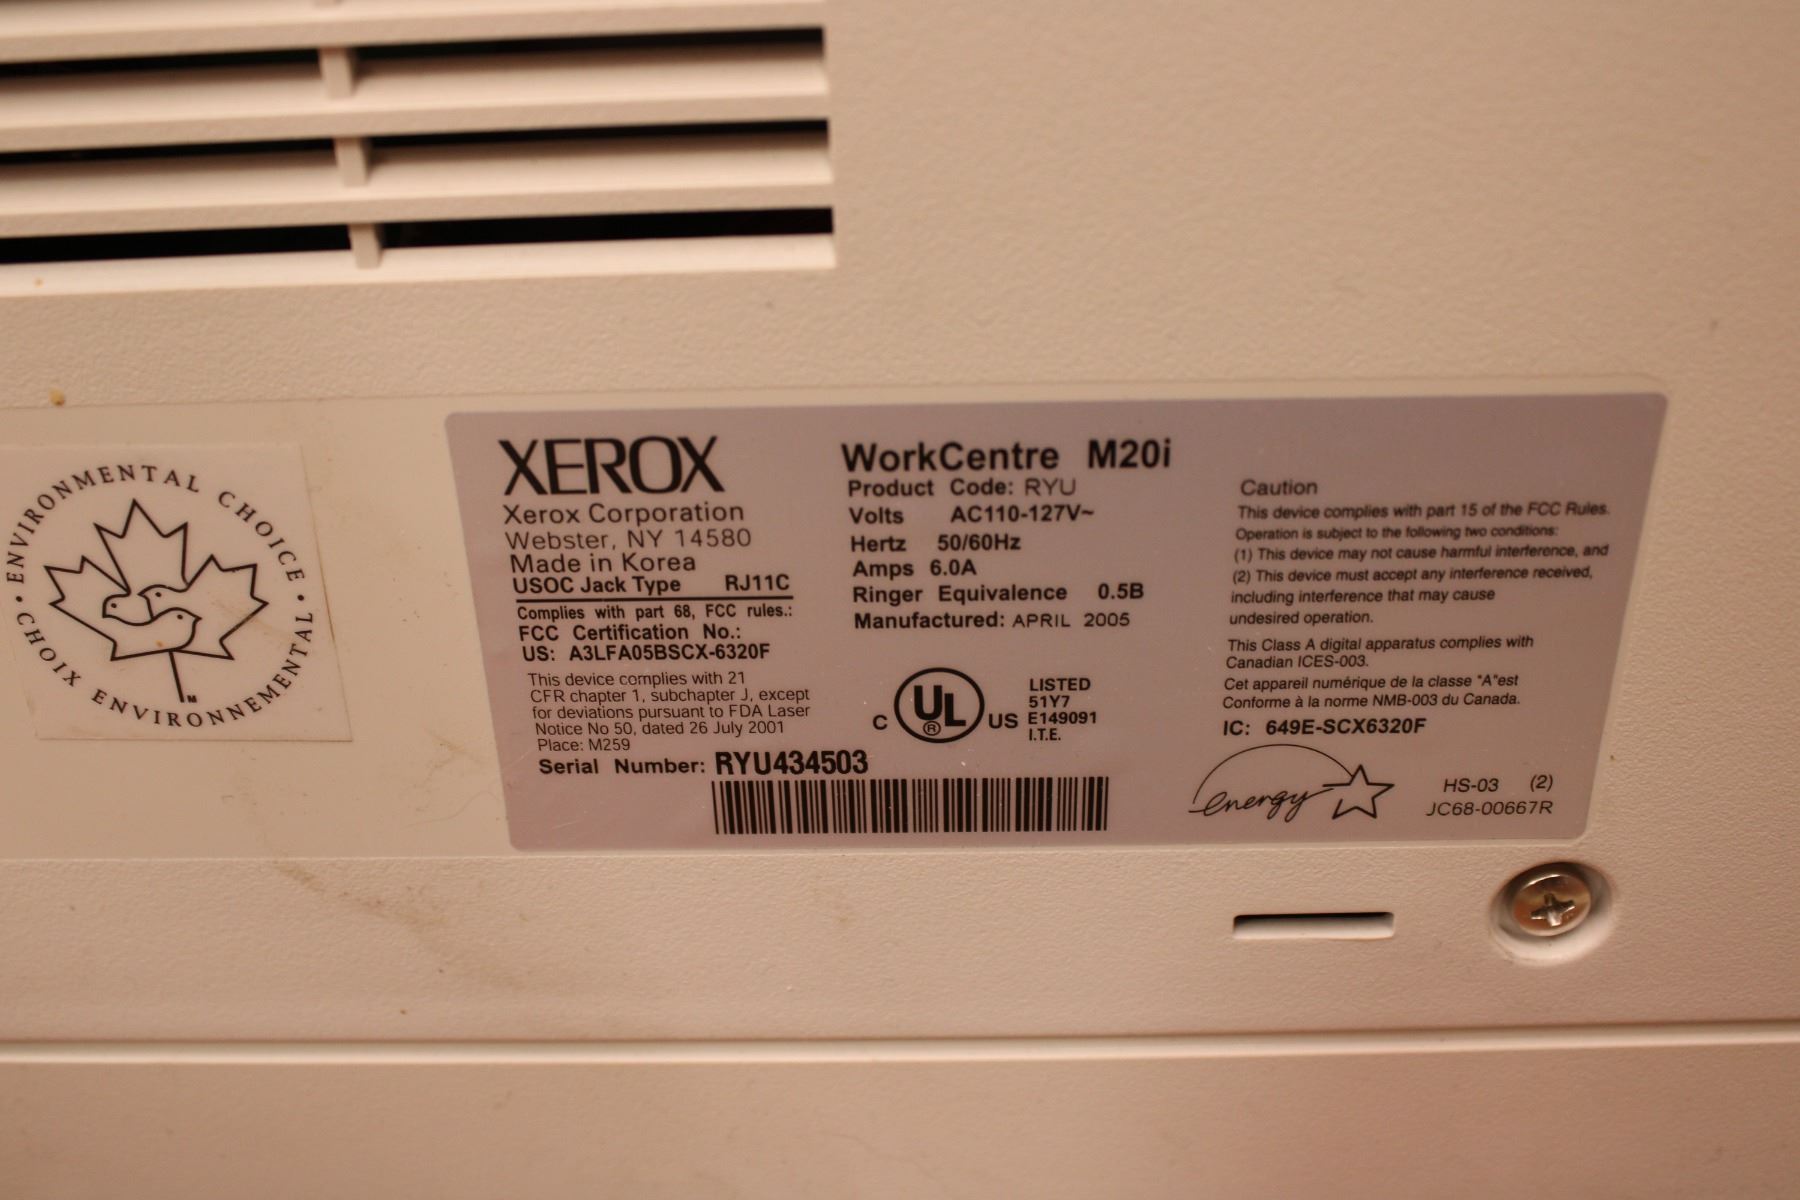 ENVIRONMENTAL CHOICE •
CHOIX ENVIRONNEMENTAL •
M
XEROX
Xerox Corporation
Webster, NY 14580
Made in Korea
USOC Jack Type RJ11C
Complies with part 68, FCC rules.:
FCC Certification No.:
US: A3LFA05BSCX-6320F
This device complies with 21
CFR chapter 1, subchapter J, except
for deviations pursuant to FDA Laser
Notice No 50, dated 26 July 2001
Place: M259
Serial Number: RYU434503
WorkCentre M20i
Product Code: RYU
Volts AC110-127V~
Hertz 50/60Hz
Amps 6.0A
Ringer Equivalence 0.5B
Manufactured: APRIL 2005
C UL ® US
LISTED
51Y7
E149091
I.T.E.
Caution
This device complies with part 15 of the FCC Rules.
Operation is subject to the following two conditions:
(1) This device may not cause harmful interference, and
(2) This device must accept any interference received,
including interference that may cause
undesired operation.
This Class A digital apparatus complies with
Canadian ICES-003.
Cet appareil numérique de la classe "A"est
Conforme à la norme NMB-003 du Canada.
IC: 649E-SCX6320F
energy
HS-03 (2)
JC68-00667R